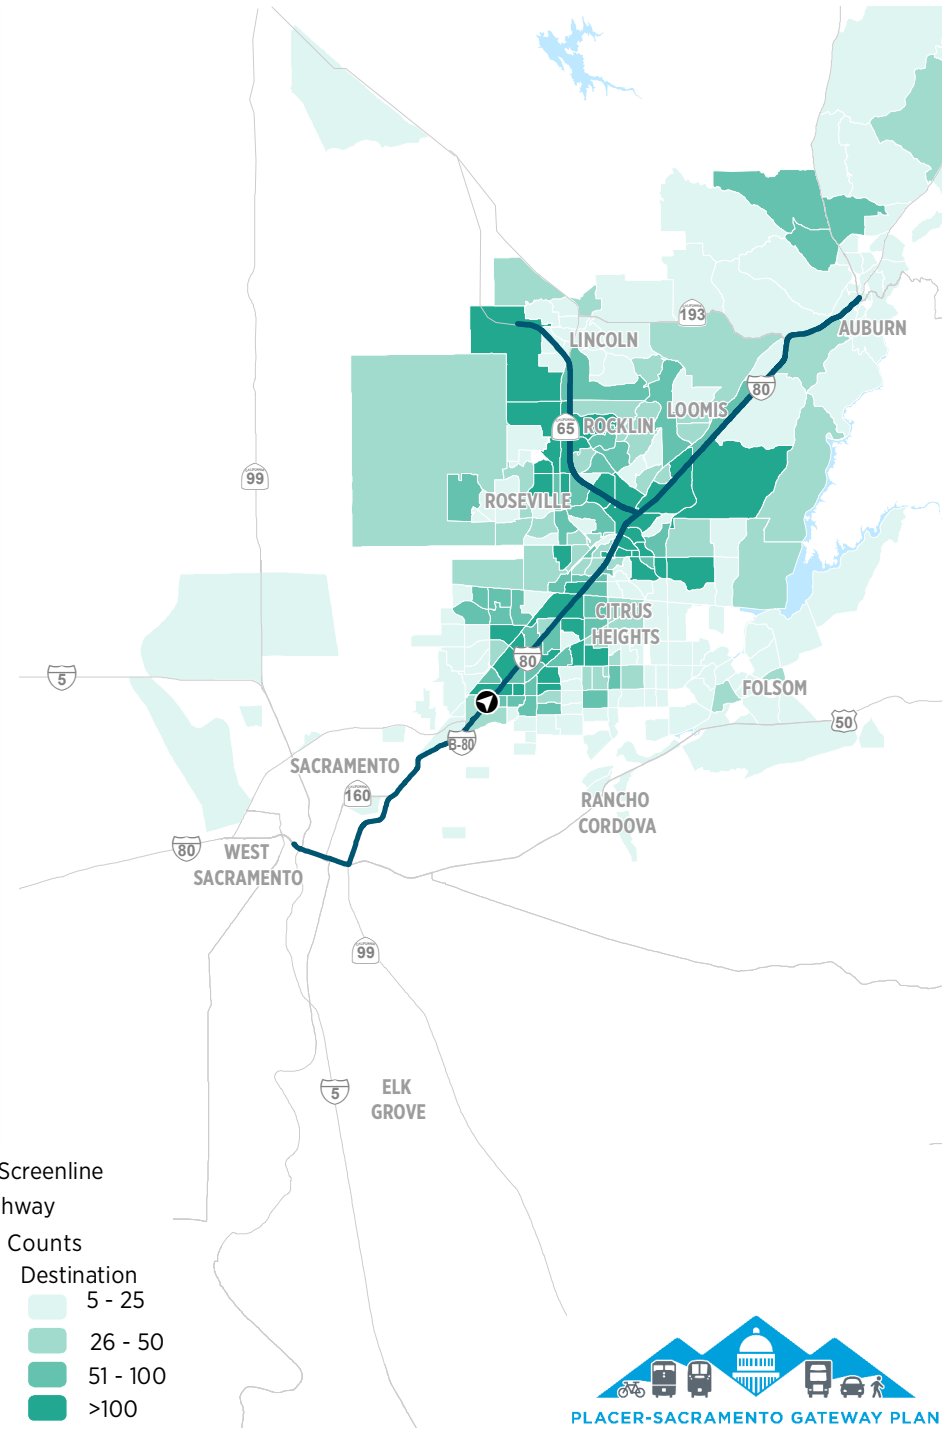 193
AUBURN
LINCOLN
80
LOOMIS
65
ROCKLIN
99
ROSEVILLE
CITRUS
HEIGHTS
80
5
FOLSOM
50
B-80
SACRAMENTO
160
RANCHO
CORDOVA
80
WEST
SACRAMENTO
99
5
ELK
GROVE
Screenline
hway
Counts
Destination
5 - 25
26 - 50
51 - 100
>100
PLACER-SACRAMENTO GATEWAY PLAN